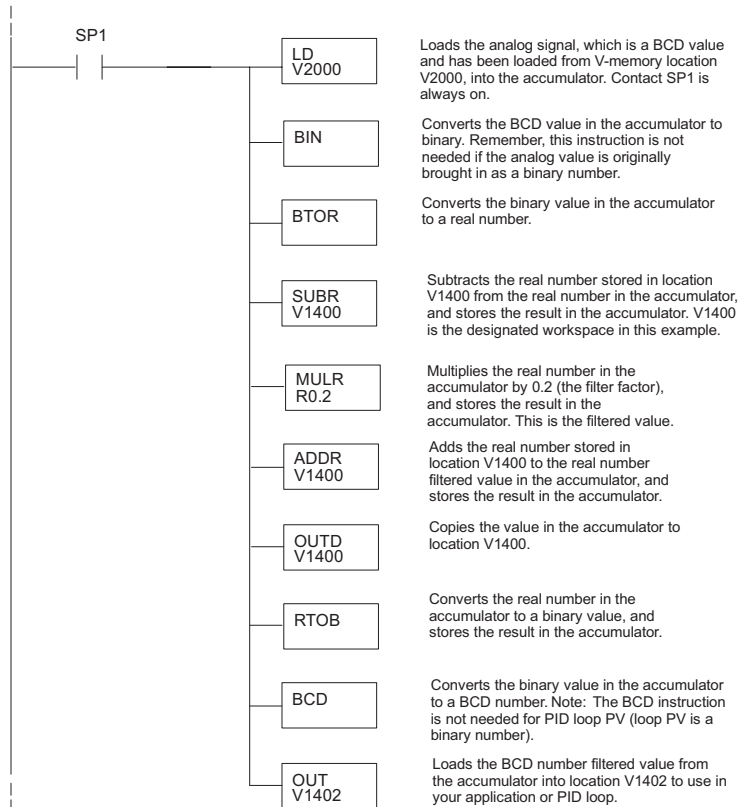 SP1
LD
V2000
Loads the analog signal, which is a BCD value
and has been loaded from V-memory location
V2000, into the accumulator. Contact SP1 is
always on.
BIN
Converts the BCD value in the accumulator to
binary. Remember, this instruction is not
needed if the analog value is originally
brought in as a binary number.
BTOR
Converts the binary value in the accumulator
to a real number.
SUBR
V1400
Subtracts the real number stored in location
V1400 from the real number in the accumulator,
and stores the result in the accumulator. V1400
is the designated workspace in this example.
MULR
R0.2
Multiplies the real number in the
accumulator by 0.2 (the filter factor),
and stores the result in the
accumulator. This is the filtered value.
ADDR
V1400
Adds the real number stored in
location V1400 to the real number
filtered value in the accumulator, and
stores the result in the accumulator.
OUTD
V1400
Copies the value in the accumulator to
location V1400.
RTOB
Converts the real number in the
accumulator to a binary value, and
stores the result in the accumulator.
BCD
Converts the binary value in the accumulator
to a BCD number. Note: The BCD instruction
is not needed for PID loop PV (loop PV is a
binary number).
OUT
V1402
Loads the BCD number filtered value from
the accumulator into location V1402 to use in
your application or PID loop.